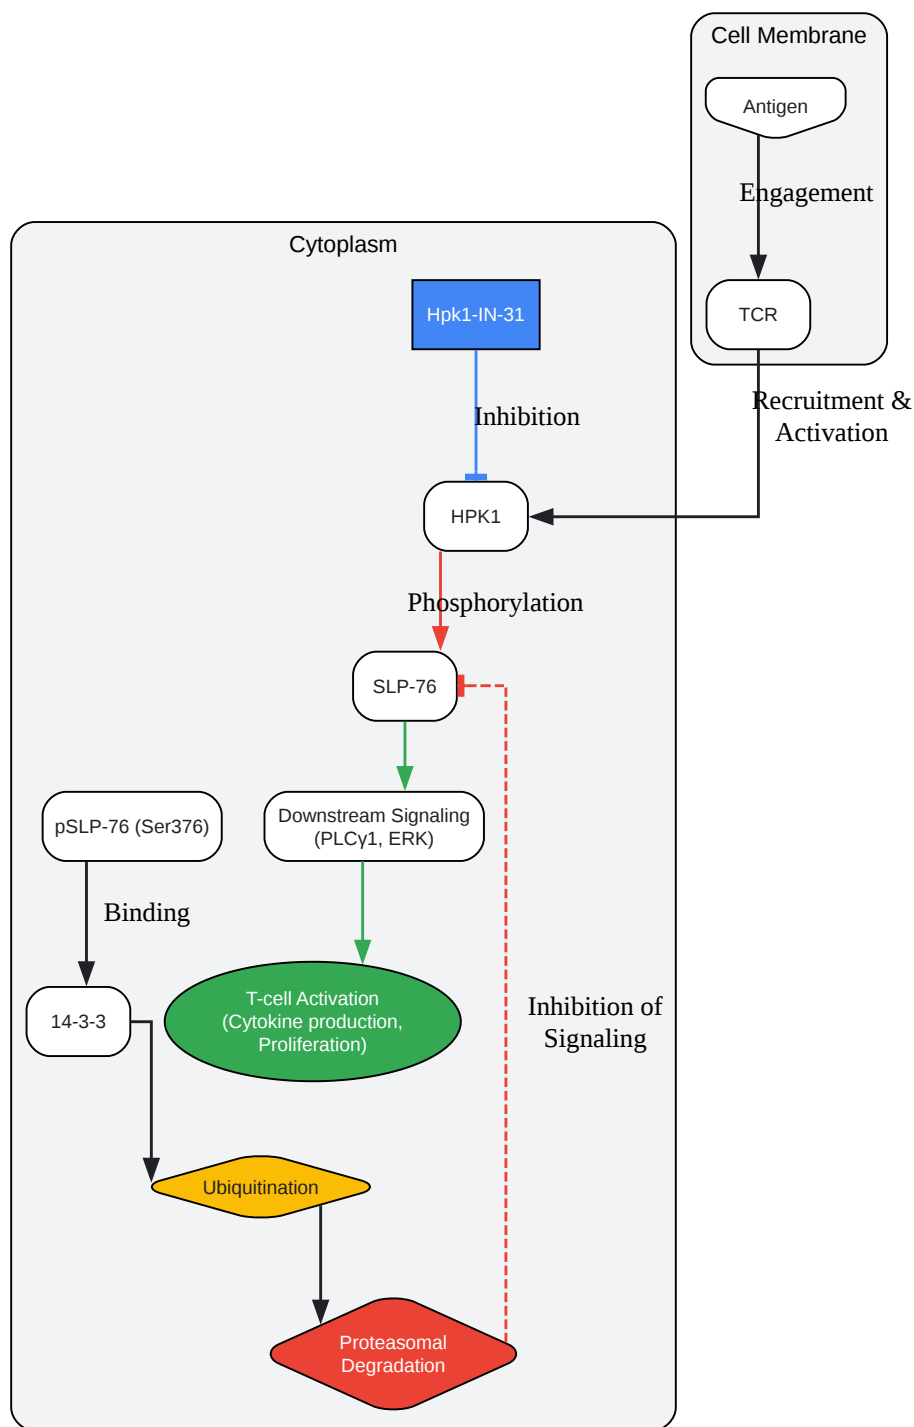 Cell Membrane
Antigen
Engagement
Cytoplasm
Hpk1-IN-31
TCR
Recruitment &
Activation
Inhibition
HPK1
Phosphorylation
SLP-76
pSLP-76 (Ser376)
Downstream Signaling
(PLCγ1, ERK)
Binding
14-3-3
T-cell Activation
(Cytokine production,
Proliferation)
Inhibition of
Signaling
Ubiquitination
Proteasomal
Degradation